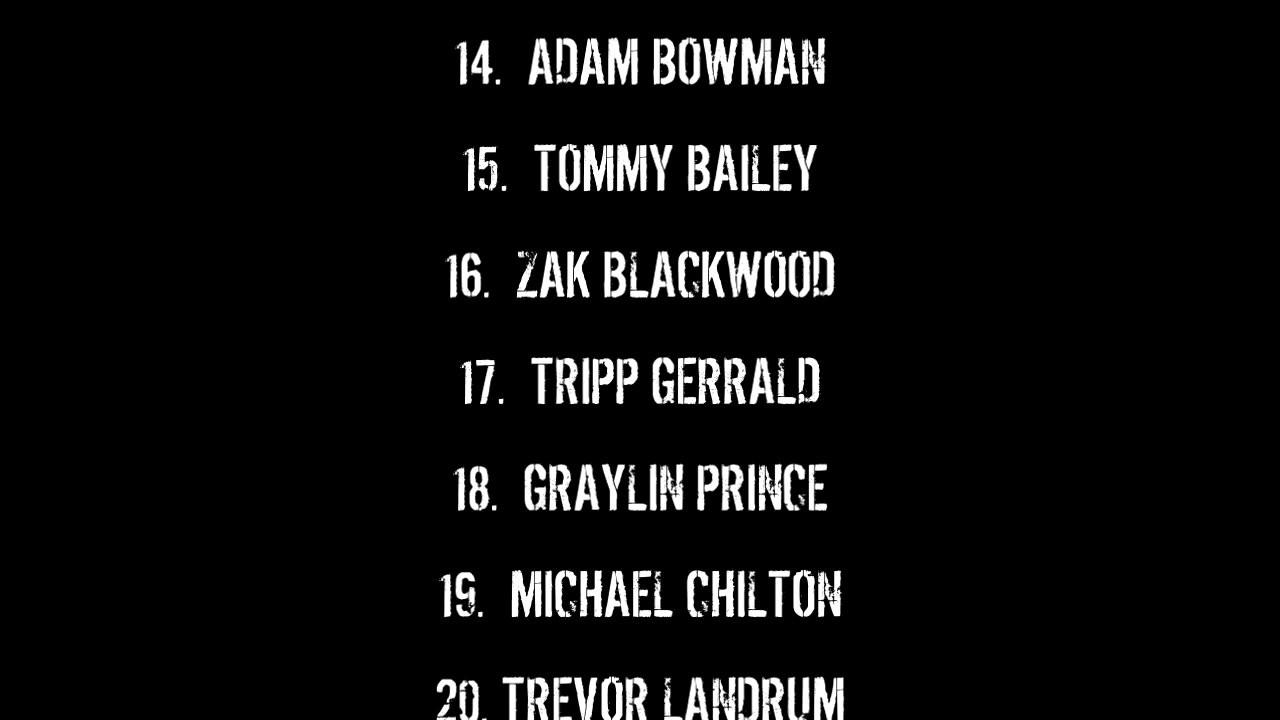 14. ADAM BOWMAN
15. TOMMY BAILEY
16. ZAK BLACKWOOD
17. TRIPP GERRALD
18. GRAYLIN PRINCE
19. MICHAEL CHILTON
20. TREVOR LANDRUM